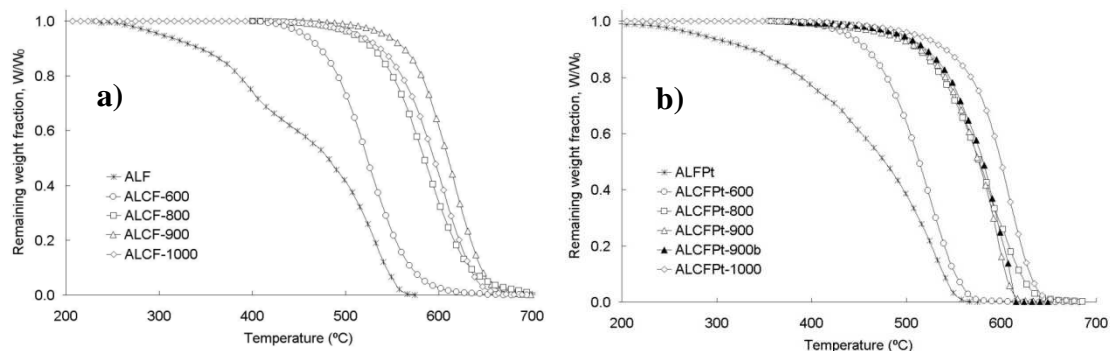 a)
Remaining weight fraction, W/W₀
1.0
0.8
0.6
0.4
0.2
0.0
ALF
ALCF-600
ALCF-800
ALCF-900
ALCF-1000
200 300 400 500 600 700
Temperature (ºC)
b)
Remaining weight fraction, W/W₀
1.0
0.8
0.6
0.4
0.2
0.0
ALFPt
ALCFPt-600
ALCFPt-800
ALCFPt-900
ALCFPt-900b
ALCFPt-1000
200 300 400 500 600 700
Temperature (ºC)